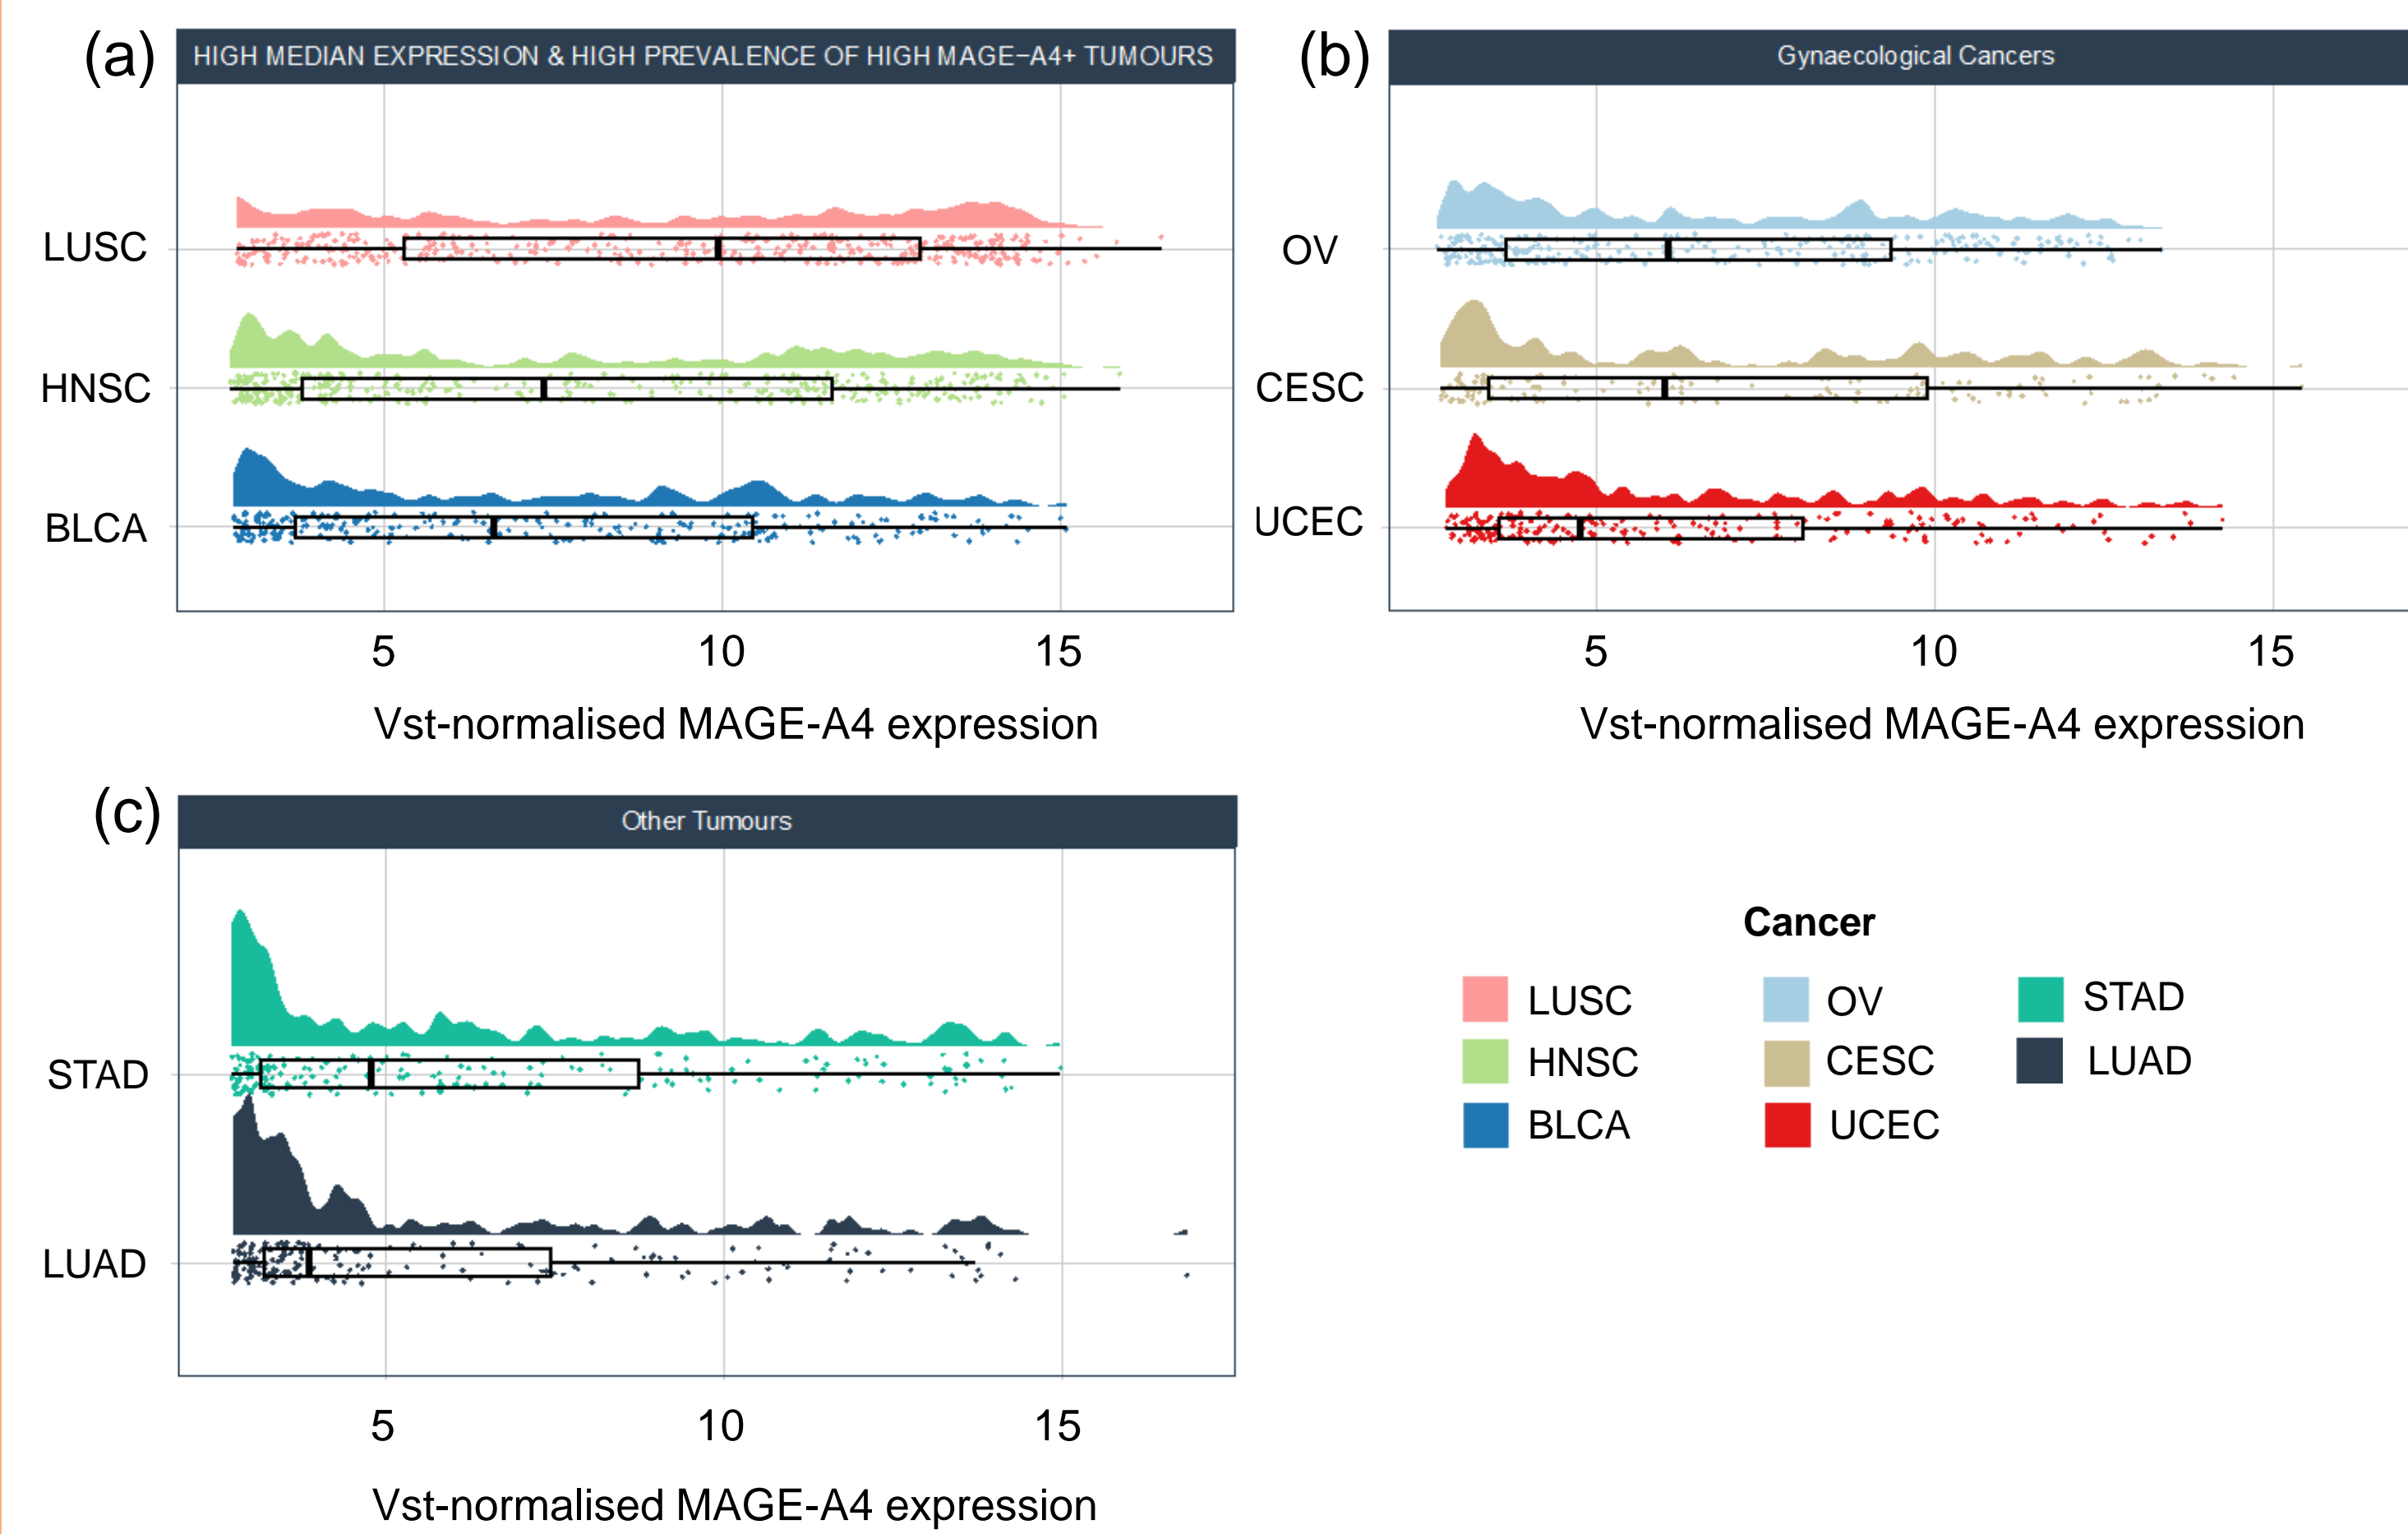 (a)
HIGH MEDIAN EXPRESSION & HIGH PREVALENCE OF HIGH MAGE−A4+ TUMOURS
LUSC
HNSC
BLCA
5 10 15
Vst-normalised MAGE-A4 expression
(b)
Gynaecological Cancers
OV
CESC
UCEC
5 10 15
Vst-normalised MAGE-A4 expression
(c)
Other Tumours
STAD
LUAD
5 10 15
Vst-normalised MAGE-A4 expression
Cancer
LUSC OV STAD
HNSC CESC LUAD
BLCA UCEC